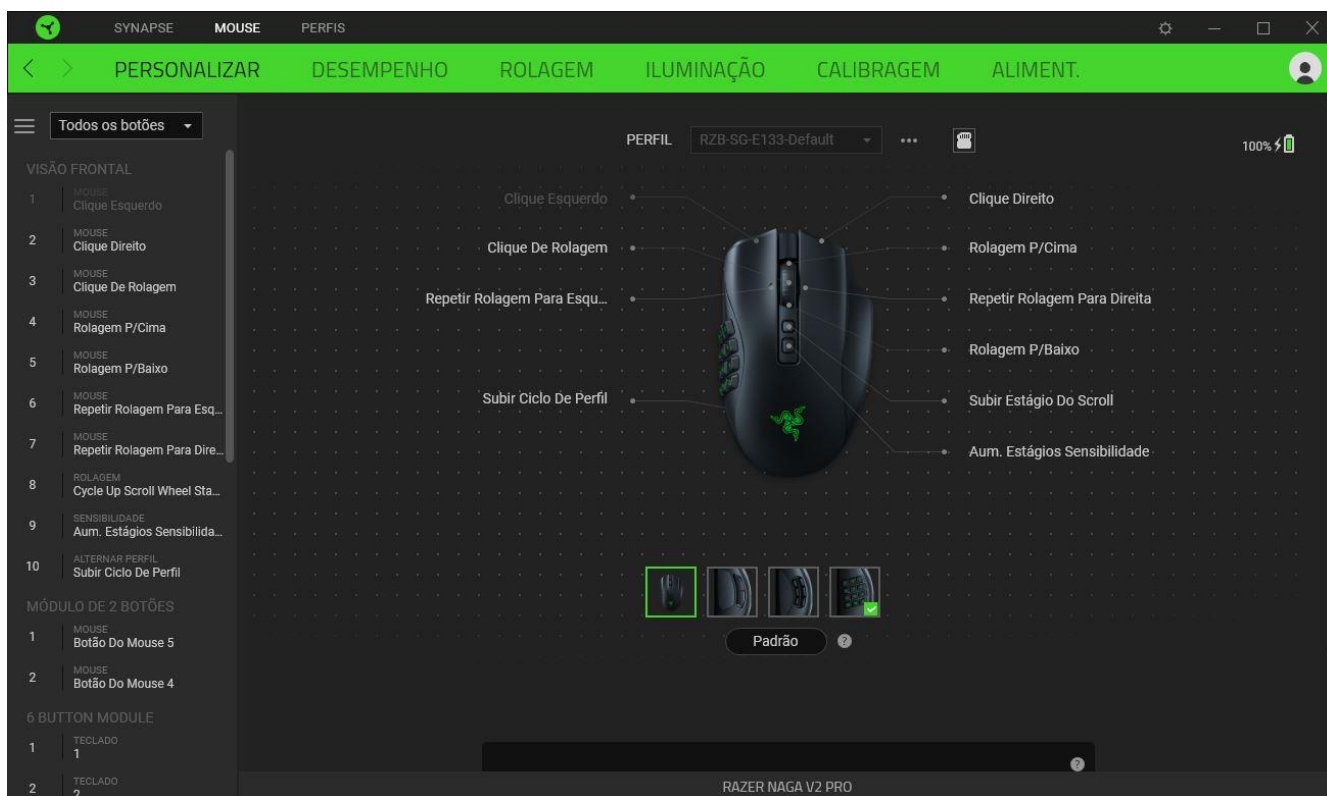 SYNAPSE MOUSE PERFIS
PERSONALIZAR DESEMPENHO ROLAGEM ILUMINAÇÃO CALIBRAGEM ALIMENT.
Todos os botões
VISÃO FRONTAL
1 MOUSE
Clique Esquerdo
2 MOUSE
Clique Direito
3 MOUSE
Clique De Rolagem
4 MOUSE
Rolagem P/Cima
5 MOUSE
Rolagem P/Baixo
6 MOUSE
Repetir Rolagem Para Esq...
7 MOUSE
Repetir Rolagem Para Dire...
8 ROLAGEM
Cycle Up Scroll Wheel Sta...
9 SENSIBILIDADE
Aum. Estágios Sensibilida...
10 ALTERNAR PERFIL
Subir Ciclo De Perfil
MÓDULO DE 2 BOTÕES
1 MOUSE
Botão Do Mouse 5
2 MOUSE
Botão Do Mouse 4
6 BUTTON MODULE
1 TECLADO
1
2 TECLADO
2
PERFIL RZB-SG-E133-Default ...
100%
Clique Esquerdo
Clique Direito
Clique De Rolagem
Rolagem P/Cima
Repetir Rolagem Para Esqu...
Repetir Rolagem Para Direita
Rolagem P/Baixo
Subir Ciclo De Perfil
Subir Estágio Do Scroll
Aum. Estágios Sensibilidade
Padrão ?
?
RAZER NAGA V2 PRO